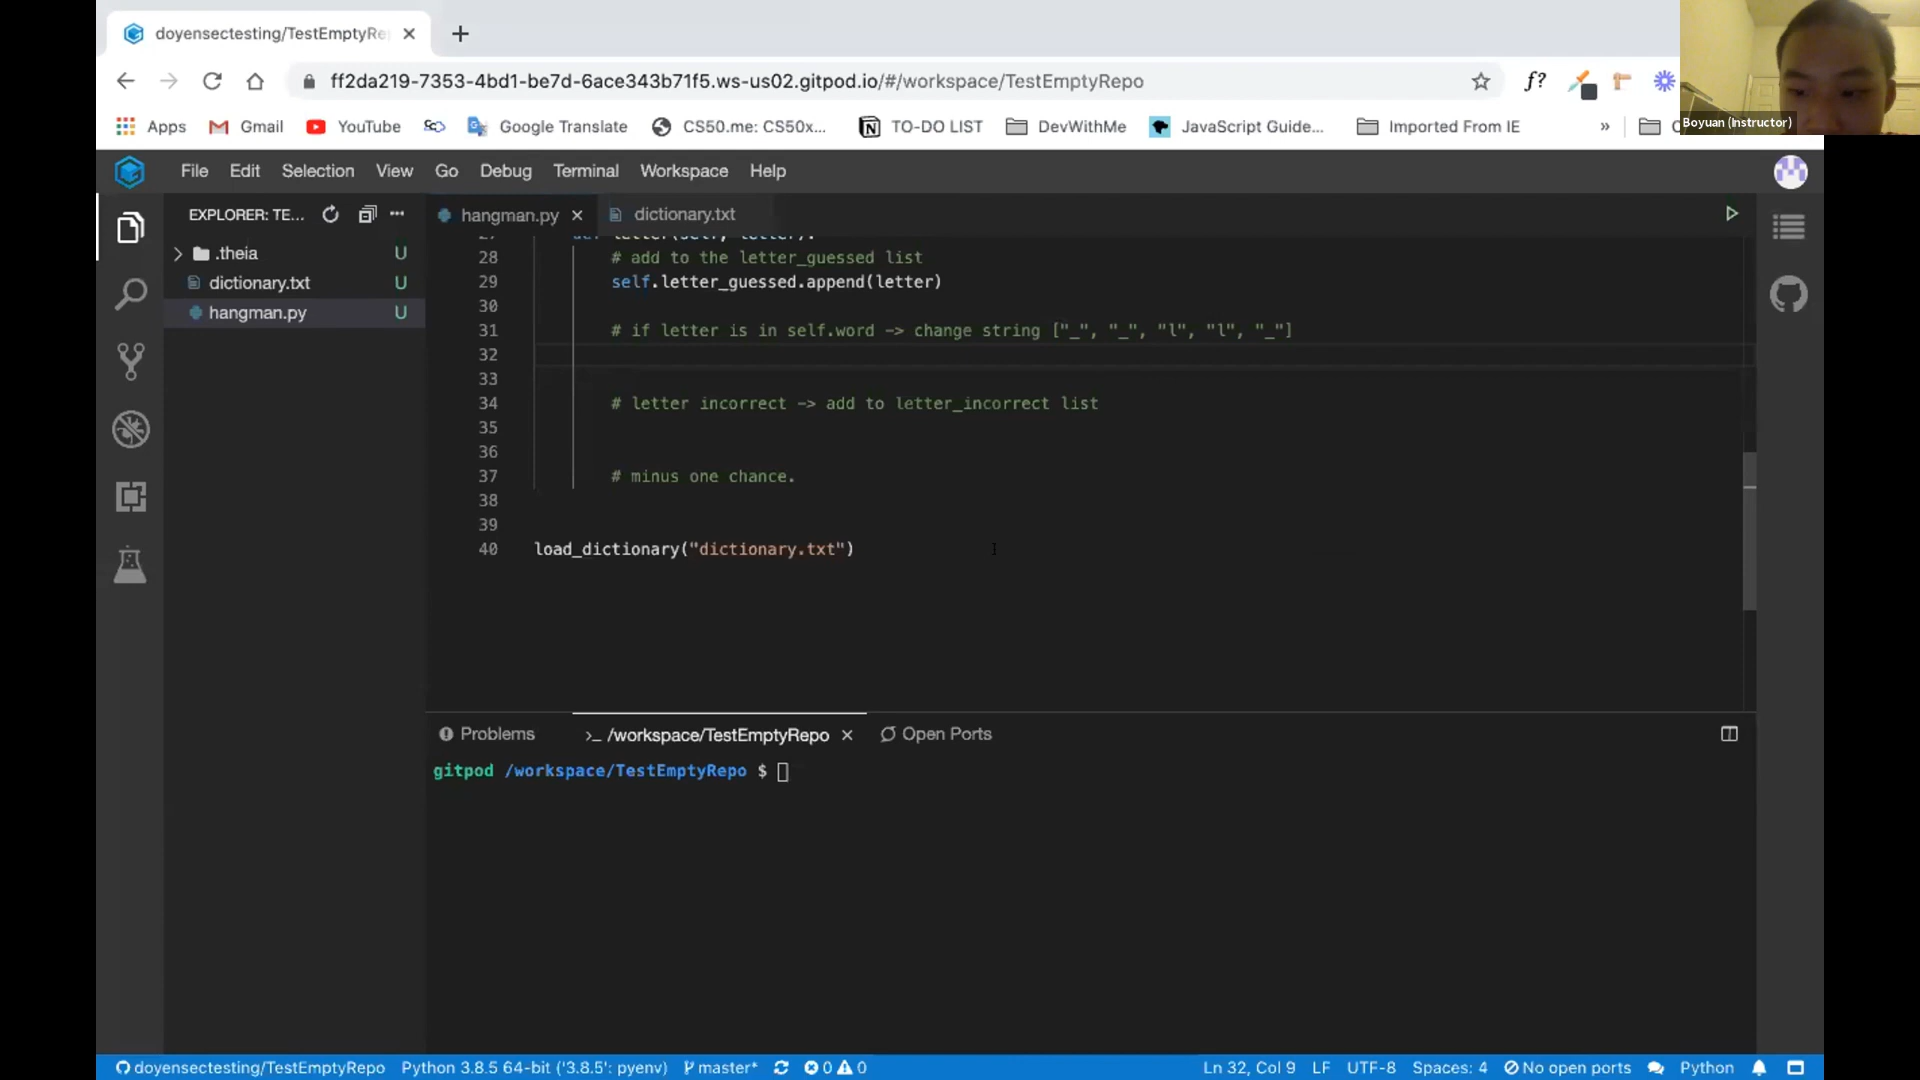 doyensectesting/TestEmptyRe
ff2da219-7353-4bd1-be7d-6ace343b71f5.ws-us02.gitpod.io/#/workspace/TestEmptyRepo
f?
Apps Gmail YouTube Google Translate CS50.me: CS50x... TO-DO LIST DevWithMe JavaScript Guide... Imported From IE »
Boyuan (Instructor)
File Edit Selection View Go Debug Terminal Workspace Help
EXPLORER: TE...
.theia U
dictionary.txt U
hangman.py U
hangman.py dictionary.txt
28 # add to the letter_guessed list
29 self.letter_guessed.append(letter)
30
31 # if letter is in self.word -> change string ["_", "_", "l", "l", "_"]
32
33
34 # letter incorrect -> add to letter_incorrect list
35
36
37 # minus one chance.
38
39
40 load_dictionary("dictionary.txt")
Problems >_ /workspace/TestEmptyRepo Open Ports
gitpod /workspace/TestEmptyRepo $
doyensectesting/TestEmptyRepo Python 3.8.5 64-bit ('3.8.5': pyenv) master* 0 0 Ln 32, Col 9 LF UTF-8 Spaces: 4 No open ports Python